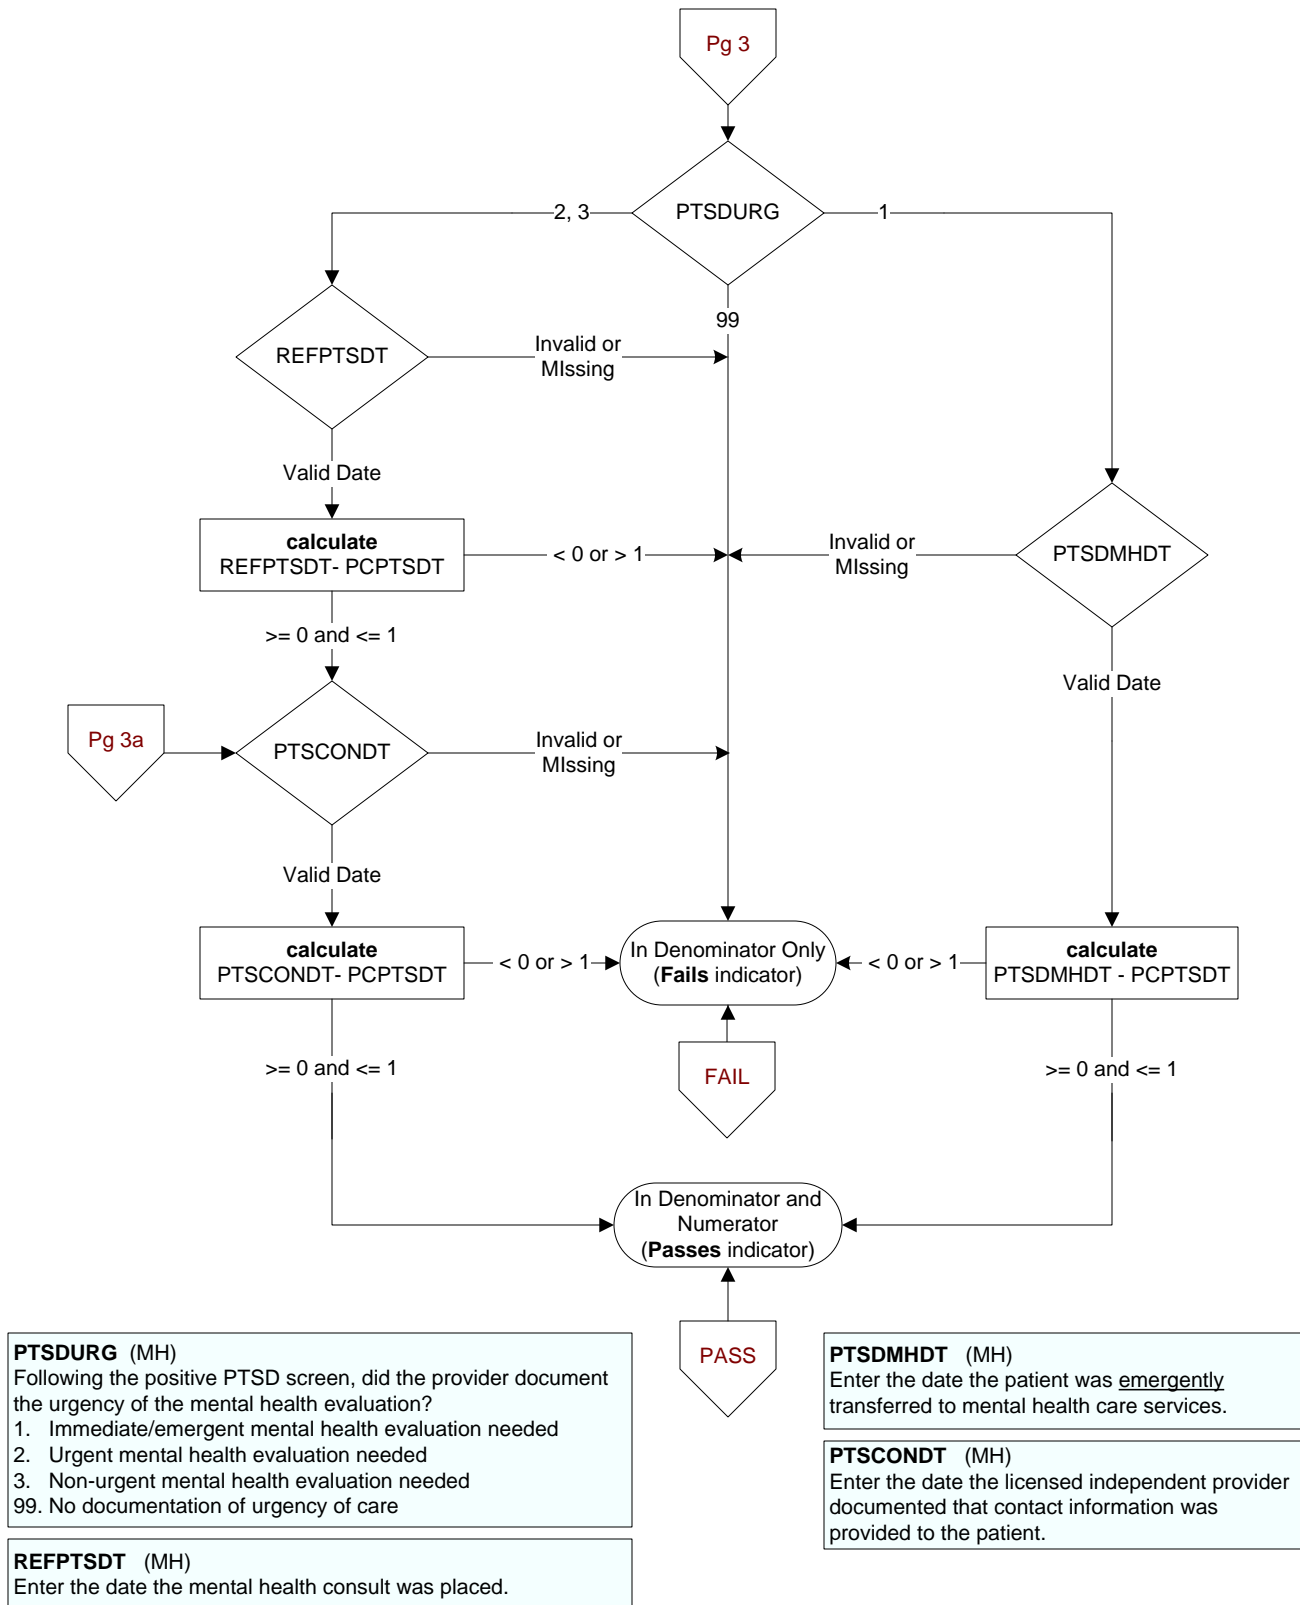 Pg 3
PTSDURG
2, 3
1
99
REFPTSDT
Invalid or
MIssing
Valid Date
calculate
REFPTSDT- PCPTSDT
< 0 or > 1
Invalid or
MIssing
PTSDMHDT
>= 0 and <= 1
Valid Date
Pg 3a
PTSCONDT
Invalid or
MIssing
Valid Date
calculate
PTSCONDT- PCPTSDT
< 0 or > 1
In Denominator Only
(Fails indicator)
< 0 or > 1
calculate
PTSDMHDT - PCPTSDT
>= 0 and <= 1
FAIL
>= 0 and <= 1
In Denominator and
Numerator
(Passes indicator)
PASS
PTSDURG (MH)
Following the positive PTSD screen, did the provider document
the urgency of the mental health evaluation?
1. Immediate/emergent mental health evaluation needed
2. Urgent mental health evaluation needed
3. Non-urgent mental health evaluation needed
99. No documentation of urgency of care
REFPTSDT (MH)
Enter the date the mental health consult was placed.
PTSDMHDT (MH)
Enter the date the patient was emergently
transferred to mental health care services.
PTSCONDT (MH)
Enter the date the licensed independent provider
documented that contact information was
provided to the patient.